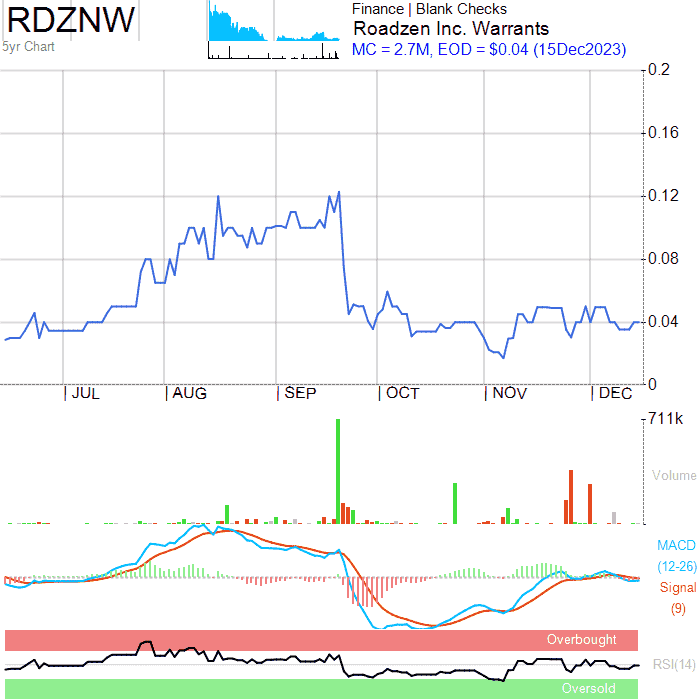 RDZNW
5yr Chart
Finance | Blank Checks
Roadzen Inc. Warrants
MC = 2.7M, EOD = $0.04 (15Dec2023)
0.2
0.16
0.12
0.08
0.04
0
JUL
AUG
SEP
OCT
NOV
DEC
711k
Volume
MACD
(12-26)
Signal
(9)
Overbought
RSI(14)
Oversold